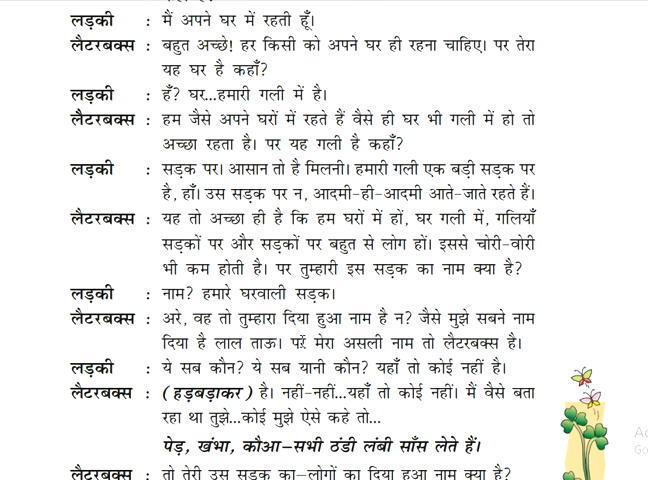 लड़की : मैं अपने घर में रहती हूँ।
लैटरबक्स : बहुत अच्छे! हर किसी को अपने घर ही रहना चाहिए। पर तेरा
यह घर है कहाँ?
लड़की : हँ? घर...हमारी गली में है।
लैटरबक्स : हम जैसे अपने घरों में रहते हैं वैसे ही घर भी गली में हो तो
अच्छा रहता है। पर यह गली है कहाँ?
लड़की : सड़क पर। आसान तो है मिलनी। हमारी गली एक बड़ी सड़क पर
है, हाँ। उस सड़क पर न, आदमी-ही-आदमी आते-जाते रहते हैं।
लैटरबक्स : यह तो अच्छा ही है कि हम घरों में हों, घर गली में, गलियाँ
सड़कों पर और सड़कों पर बहुत से लोग हों। इससे चोरी-वोरी
भी कम होती है। पर तुम्हारी इस सड़क का नाम क्या है?
लड़की : नाम? हमारे घरवाली सड़क।
लैटरबक्स : अरे, वह तो तुम्हारा दिया हुआ नाम है न? जैसे मुझे सबने नाम
दिया है लाल ताऊ। पर मेरा असली नाम तो लैटरबक्स है।
लड़की : ये सब कौन? ये सब यानी कौन? यहाँ तो कोई नहीं है।
लैटरबक्स : (हड़बड़ाकर) है। नहीं-नहीं...यहाँ तो कोई नहीं। मैं वैसे बता
रहा था तुझे...कोई मुझे ऐसे कहे तो...
पेड़, खंभा, कौआ–सभी ठंडी लंबी साँस लेते हैं।
लैटरबक्स : तो तेरी उस सड़क का–लोगों का दिया हुआ नाम क्या है?